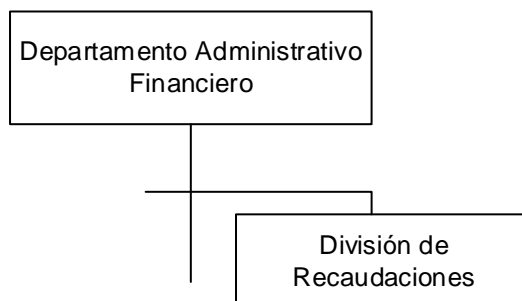 Departamento Administrativo
Financiero
División de
Recaudaciones